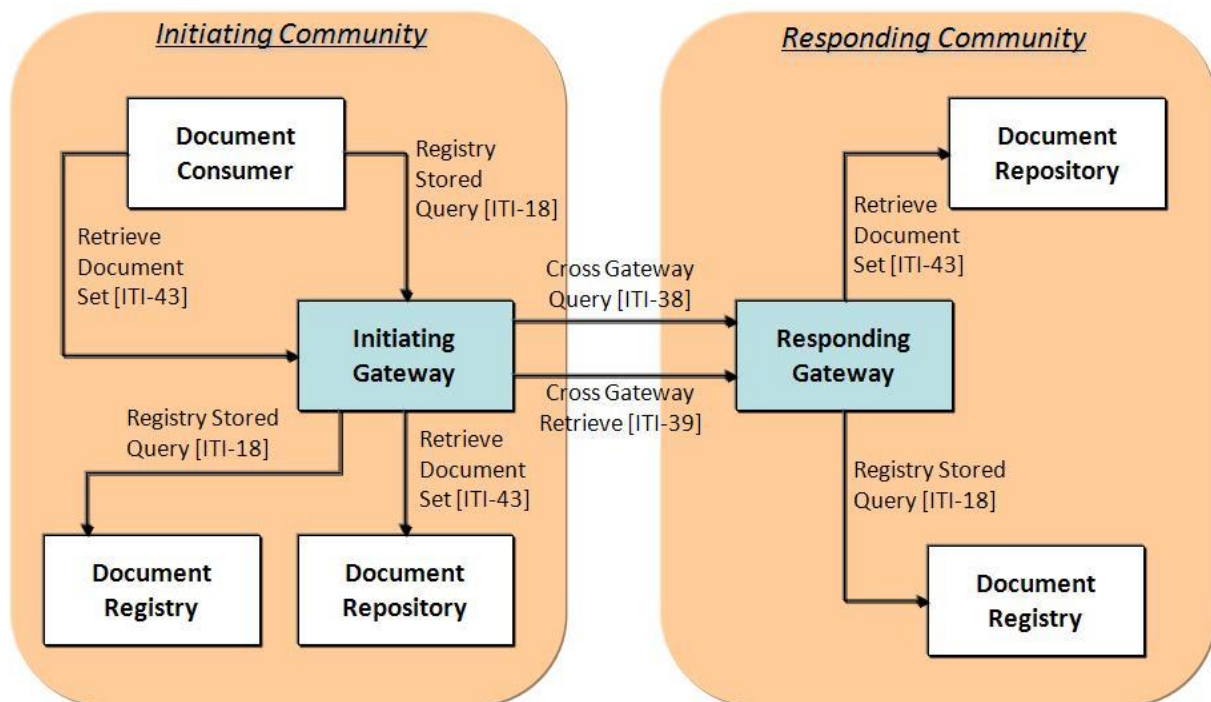 Initiating Community
Responding Community
Document
Consumer
Registry
Stored
Query [ITI-18]
Retrieve
Document
Set [ITI-43]
Initiating
Gateway
Registry Stored
Query [ITI-18]
Retrieve
Document
Set [ITI-43]
Document
Registry
Document
Repository
Cross Gateway
Query [ITI-38]
Cross Gateway
Retrieve [ITI-39]
Document
Repository
Retrieve
Document
Set [ITI-43]
Responding
Gateway
Registry Stored
Query [ITI-18]
Document
Registry